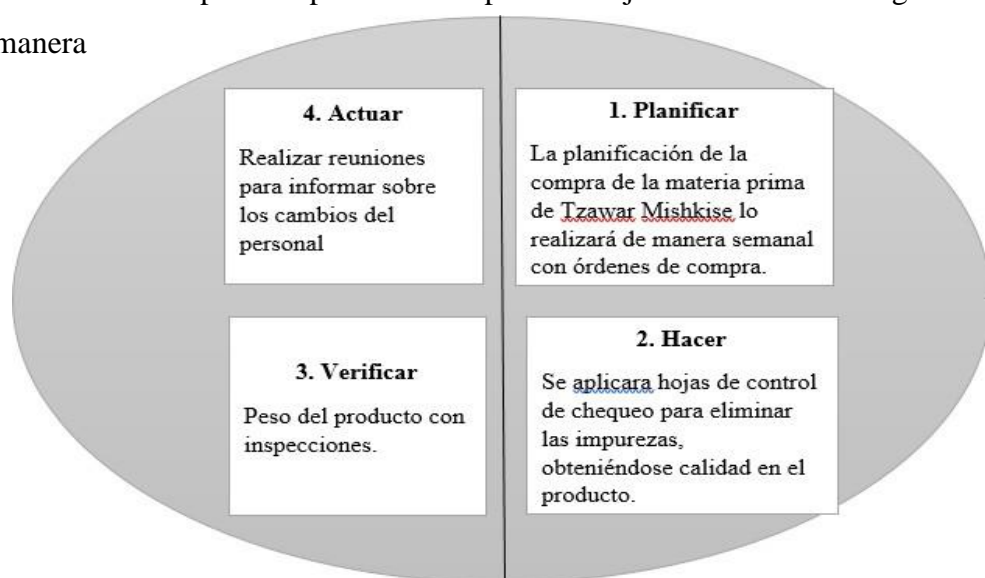 manera
4. Actuar
Realizar reuniones
para informar sobre
los cambios del
personal
1. Planificar
La planificación de la
compra de la materia prima
de Tzawar Mishkise lo
realizará de manera semanal
con órdenes de compra.
3. Verificar
Peso del producto con
inspecciones.
2. Hacer
Se aplicara hojas de control
de chequeo para eliminar
las impurezas,
obteniéndose calidad en el
producto.